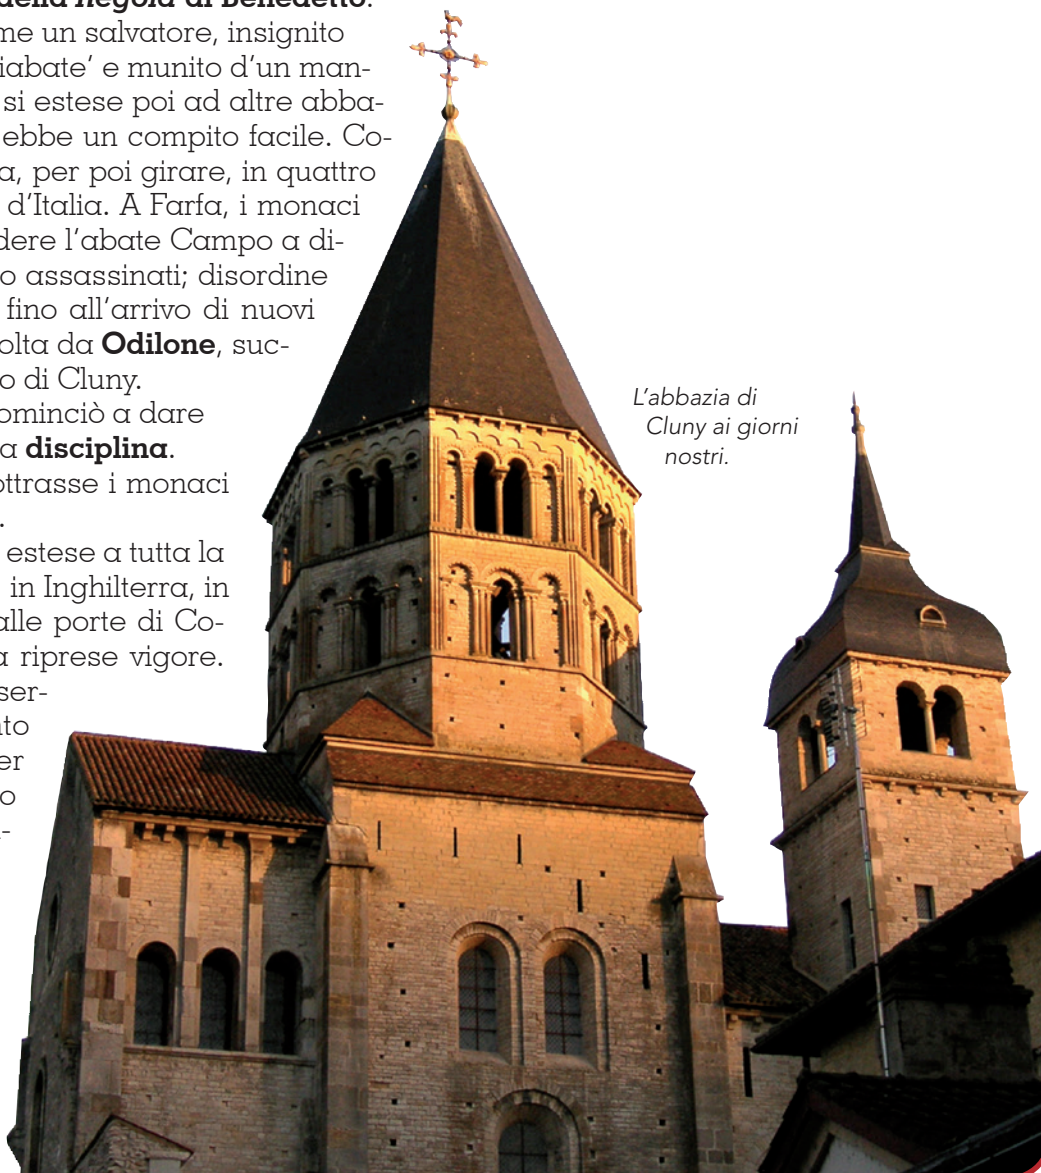 della Regola di Benedetto.
me un salvatore, insignito
iabate’ e munito d’un man-
si estese poi ad altre abba-
ebbe un compito facile. Co-
a, per poi girare, in quattro
d’Italia. A Farfa, i monaci
dere l’abate Campo a di-
o assassinati; disordine
fino all’arrivo di nuovi
olta da Odilone, suc-
o di Cluny.
ominciò a dare
a disciplina.
ottrasse i monaci
.
estese a tutta la
in Inghilterra, in
alle porte di Co-
a riprese vigore.
ser-
to
er
o
-
L’abbazia di
Cluny ai giorni
nostri.